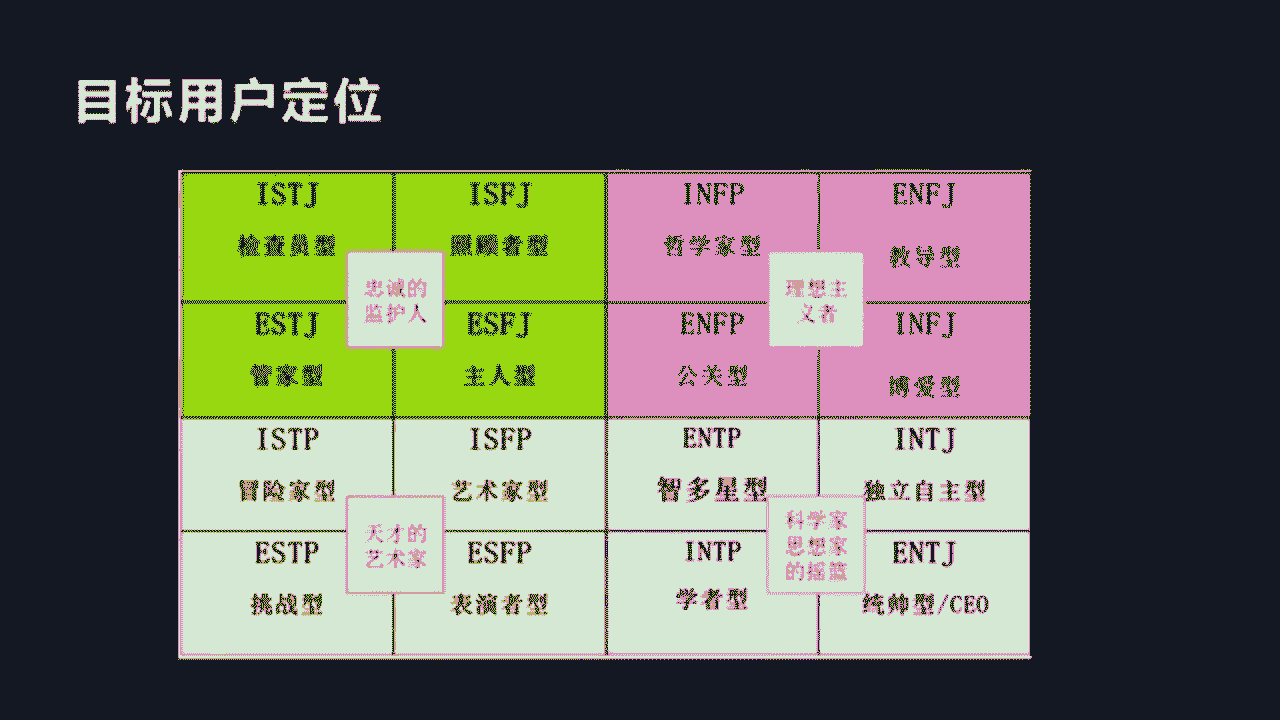 目标用户定位
ISTJ
检查员型
ISFJ
照顾者型
INFP
哲学家型
ENFJ
教导型
忠诚的
监护人
理想主
义者
ESTJ
管家型
ESFJ
主人型
ENFP
公关型
INFJ
博爱型
ISTP
冒险家型
ISFP
艺术家型
ENTP
智多星型
INTJ
独立自主型
天才的
艺术家
科学家
思想家
的摇篮
ESTP
挑战型
ESFP
表演者型
INTP
学者型
ENTJ
统帅型/CEO